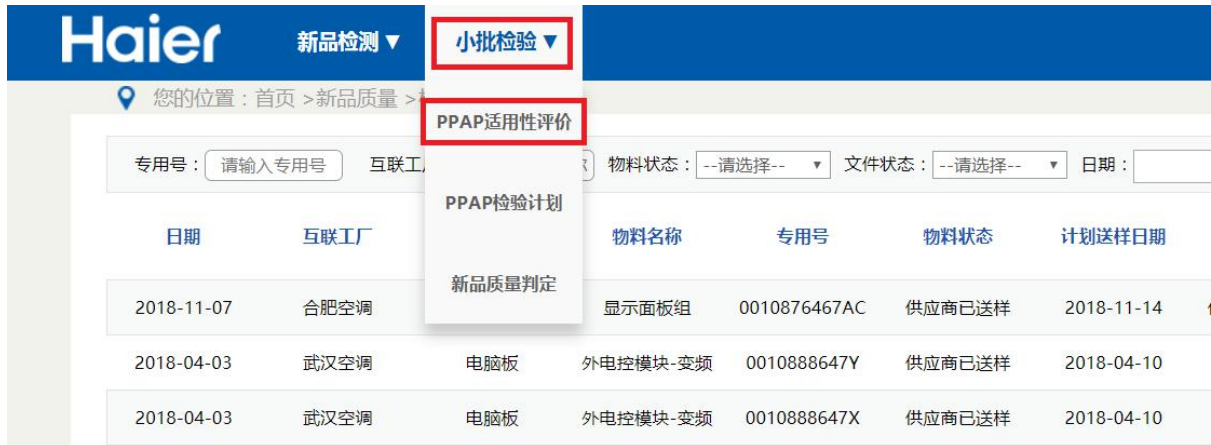 Haier 新品检测▼ 小批检验▼
您的位置：首页 >新品质量 >
PPAP适用性评价
专用号： 请输入专用号 互联工 物料状态： --请选择-- ▼ 文件状态： --请选择-- ▼ 日期：
PPAP检验计划
日期 互联工厂 物料名称 专用号 物料状态 计划送样日期
新品质量判定
2018-11-07 合肥空调 显示面板组 0010876467AC 供应商已送样 2018-11-14
2018-04-03 武汉空调 电脑板 外电控模块-变频 0010888647Y 供应商已送样 2018-04-10
2018-04-03 武汉空调 电脑板 外电控模块-变频 0010888647X 供应商已送样 2018-04-10